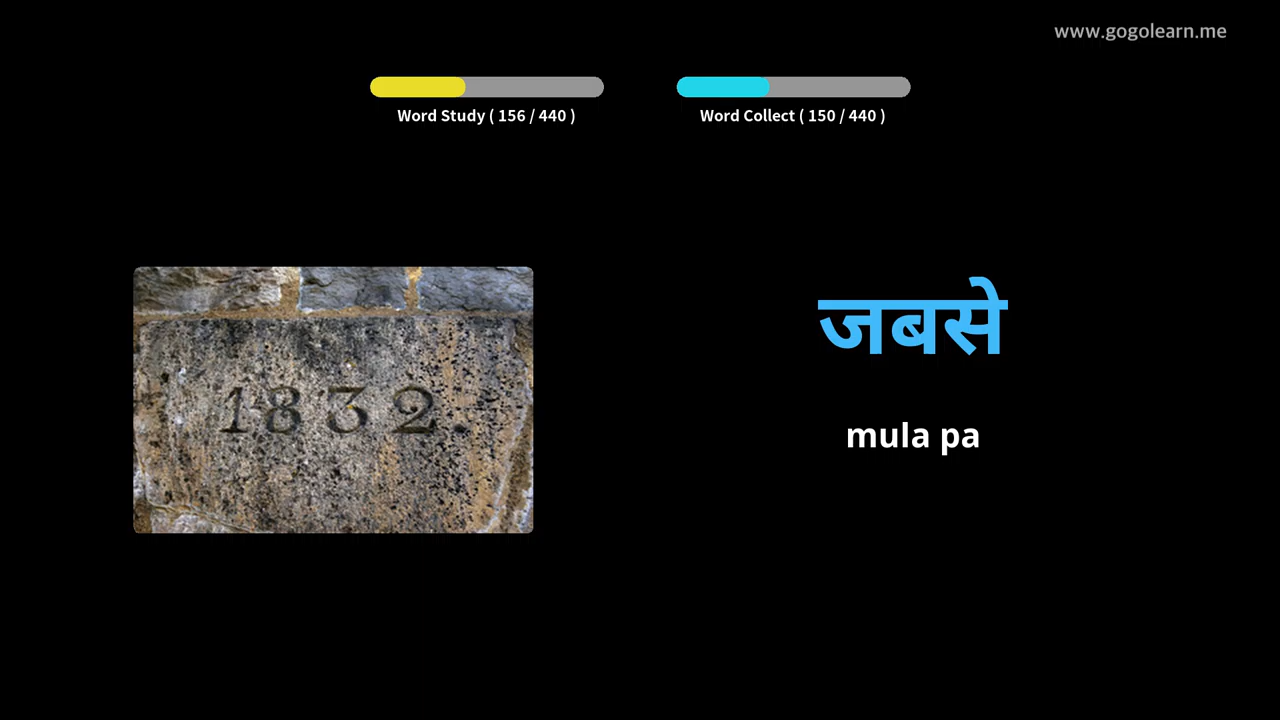 www.gogolearn.me
Word Study ( 156 / 440 )
Word Collect ( 150 / 440 )
1832.
जबसे
mula pa